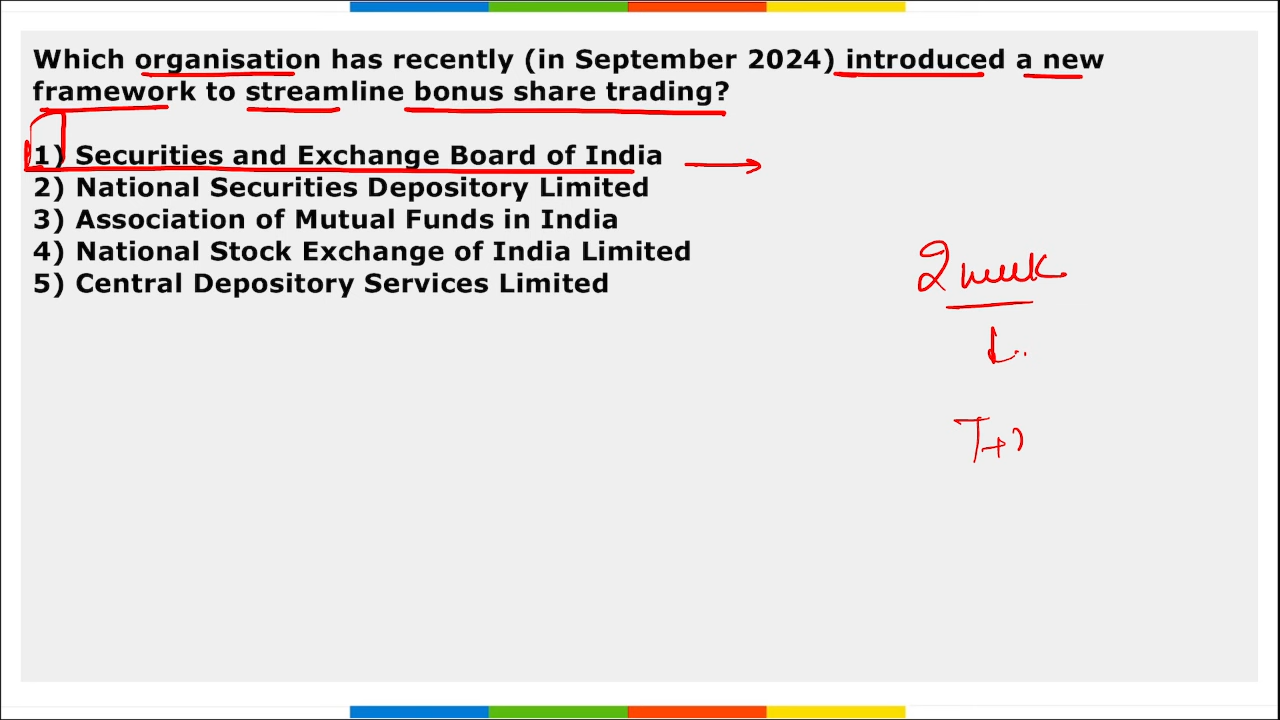 Which organisation has recently (in September 2024) introduced a new
framework to streamline bonus share trading?
1) Securities and Exchange Board of India
2) National Securities Depository Limited
3) Association of Mutual Funds in India
4) National Stock Exchange of India Limited
5) Central Depository Services Limited
2 week
T+